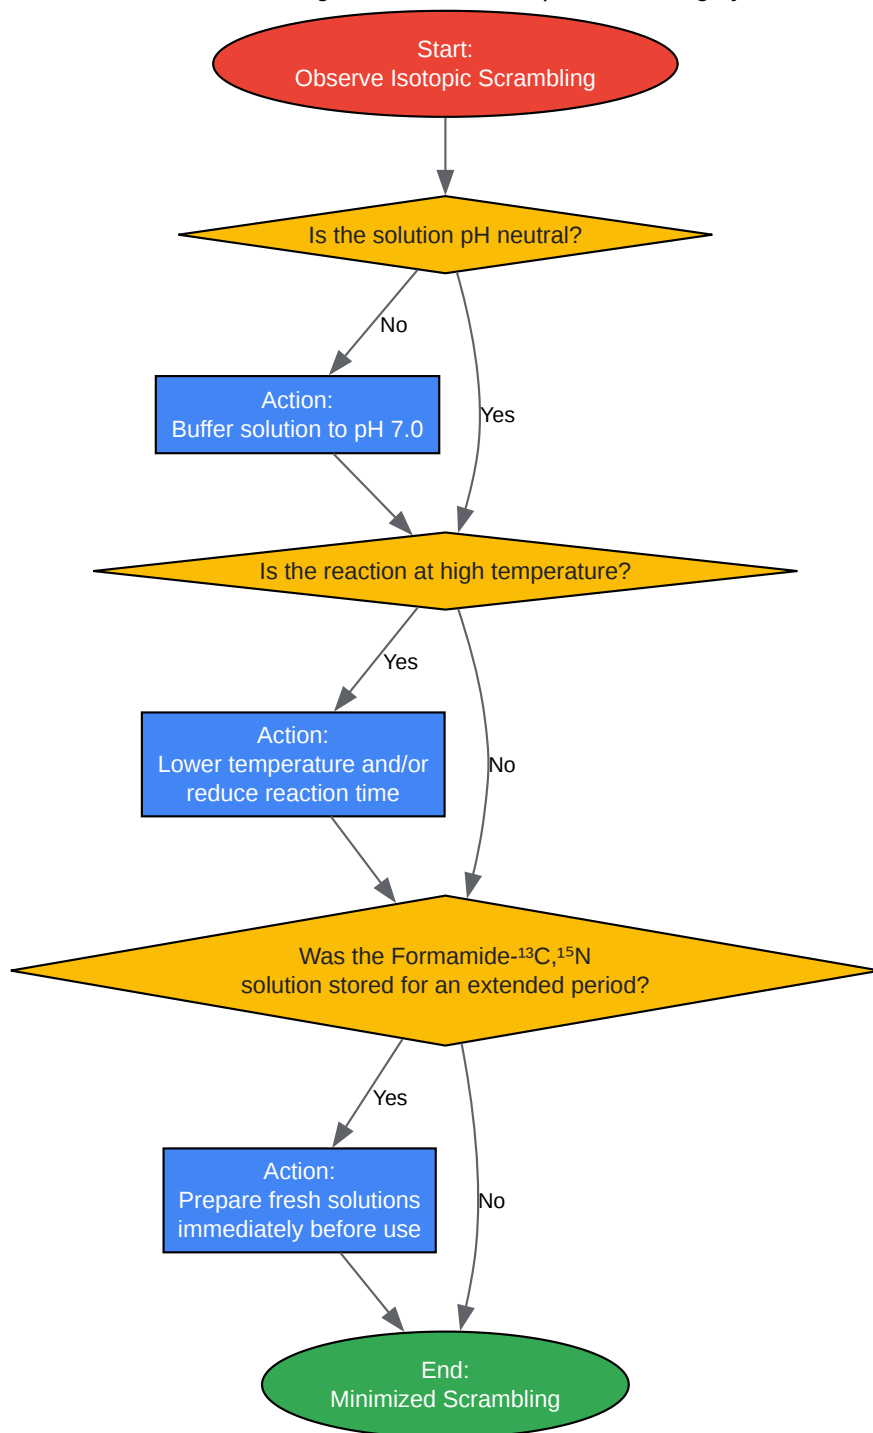 Start:
Observe Isotopic Scrambling
Is the solution pH neutral?
No
Action:
Buffer solution to pH 7.0
Yes
Is the reaction at high temperature?
Yes
Action:
Lower temperature and/or
reduce reaction time
No
Was the Formamide-¹³C,¹⁵N
solution stored for an extended period?
Yes
Action:
Prepare fresh solutions
immediately before use
No
End:
Minimized Scrambling